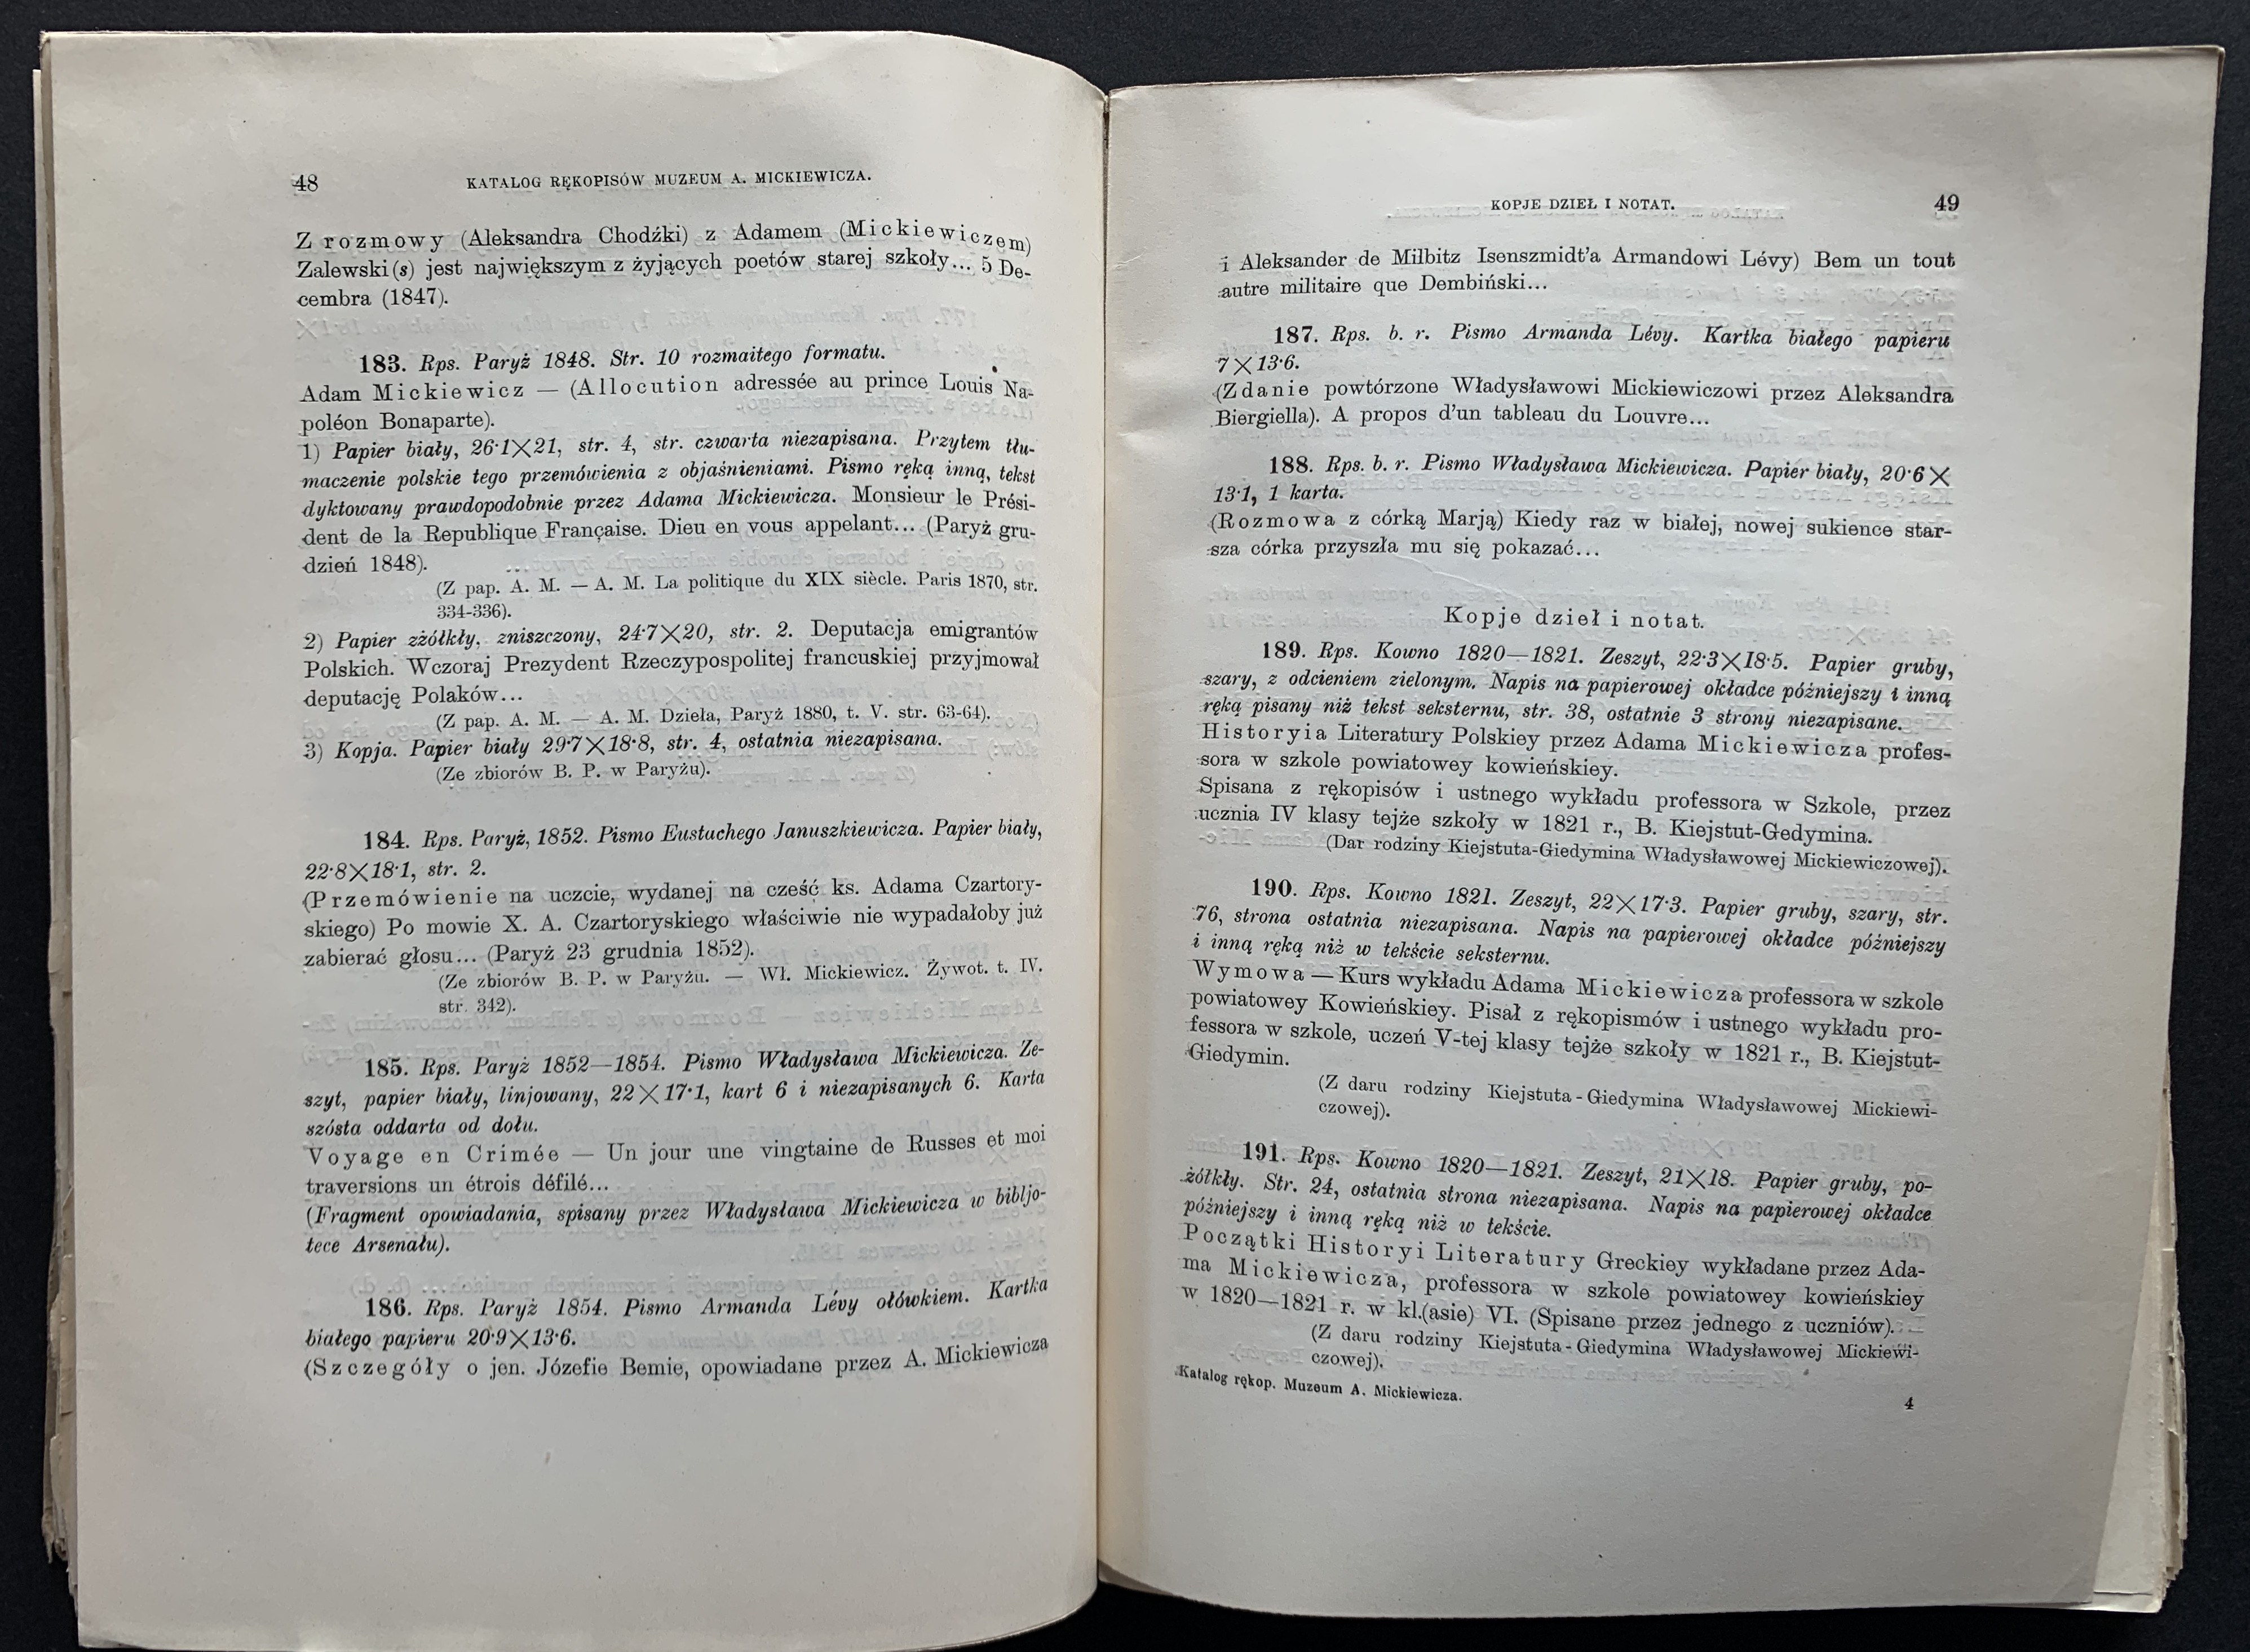 48
KATALOG RĘKOPISÓW MUZEUM A. MICKIEWICZA.
Z rozmowy (Aleksandra Chodźki) z Adamem (Mickiewiczem)
Zalewski(s) jest największym z żyjących poetów starej szkoły... 5 De-
cembra (1847).
183. Rps. Paryż 1848. Str. 10 rozmaitego formatu.
Adam Mickiewicz — (Allocution adressée au prince Louis Na-
poléon Bonaparte).
1) Papier biały, 26·1×21, str. 4, str. czwarta niezapisana. Przytem tłu-
maczenie polskie tego przemówienia z objaśnieniami. Pismo ręką inną, tekst
dyktowany prawdopodobnie przez Adama Mickiewicza. Monsieur le Prési-
dent de la Republique Française. Dieu en vous appelant... (Paryż gru-
dzień 1848).
(Z pap. A. M. — A. M. La politique du XIX siècle. Paris 1870, str.
334-336).
2) Papier zżółkły, zniszczony, 24·7×20, str. 2. Deputacja emigrantów
Polskich. Wczoraj Prezydent Rzeczypospolitej francuskiej przyjmował
deputację Polaków...
(Z pap. A. M. — A. M. Dzieła, Paryż 1880, t. V. str. 63-64).
3) Kopja. Papier biały 29·7×18·8, str. 4, ostatnia niezapisana.
(Ze zbiorów B. P. w Paryżu).
184. Rps. Paryż, 1852. Pismo Eustachego Januszkiewicza. Papier biały,
22·8×18·1, str. 2.
(Przemówienie na uczcie, wydanej na cześć ks. Adama Czartory-
skiego) Po mowie X. A. Czartoryskiego właściwie nie wypadałoby już
zabierać głosu... (Paryż 23 grudnia 1852).
(Ze zbiorów B. P. w Paryżu. — Wł. Mickiewicz. Żywot. t. IV.
str. 342).
185. Rps. Paryż 1852—1854. Pismo Władysława Mickiewicza. Ze-
szyt, papier biały, linjowany, 22×17·1, kart 6 i niezapisanych 6. Karta
szósta oddarta od dołu.
Voyage en Crimée — Un jour une vingtaine de Russes et moi
traversions un étrois défilé...
(Fragment opowiadania, spisany przez Władysława Mickiewicza w bibljo-
tece Arsenału).
186. Rps. Paryż 1854. Pismo Armanda Lévy ołówkiem. Kartka
białego papieru 20·9×13·6.
(Szczegóły o jen. Józefie Bemie, opowiadane przez A. Mickiewicza
KOPJE DZIEŁ I NOTAT.
49
i Aleksander de Milbitz Isenszmidt'a Armandowi Lévy) Bem un tout
autre militaire que Dembiński...
187. Rps. b. r. Pismo Armanda Lévy. Kartka białego papieru
7×13·6.
(Zdanie powtórzone Władysławowi Mickiewiczowi przez Aleksandra
Biergiella). A propos d'un tableau du Louvre...
188. Rps. b. r. Pismo Władysława Mickiewicza. Papier biały, 20·6×
13·1, 1 karta.
(Rozmowa z córką Marją) Kiedy raz w białej, nowej sukience star-
sza córka przyszła mu się pokazać...
Kopje dzieł i notat.
189. Rps. Kowno 1820—1821. Zeszyt, 22·3×18·5. Papier gruby,
szary, z odcieniem zielonym. Napis na papierowej okładce późniejszy i inną
ręką pisany niż tekst seksternu, str. 38, ostatnie 3 strony niezapisane.
Historyia Literatury Polskiey przez Adama Mickiewicza profes-
sora w szkole powiatowey kowieńskiey.
Spisana z rękopisów i ustnego wykładu professora w Szkole, przez
ucznia IV klasy tejże szkoły w 1821 r., B. Kiejstut-Gedymina.
(Dar rodziny Kiejstuta-Giedymina Władysławowej Mickiewiczowej).
190. Rps. Kowno 1821. Zeszyt, 22×17·3. Papier gruby, szary, str.
76, strona ostatnia niezapisana. Napis na papierowej okładce późniejszy
i inną ręką niż w tekście seksternu.
Wymowa — Kurs wykładu Adama Mickiewicza professora w szkole
powiatowey Kowieńskiey. Pisał z rękopismów i ustnego wykładu pro-
fessora w szkole, uczeń V-tej klasy tejże szkoły w 1821 r., B. Kiejstut-
Giedymin.
(Z daru rodziny Kiejstuta-Giedymina Władysławowej Mickiewi-
czowej).
191. Rps. Kowno 1820—1821. Zeszyt, 21×18. Papier gruby, po-
żółkły. Str. 24, ostatnia strona niezapisana. Napis na papierowej okładce
późniejszy i inną ręką niż w tekście.
Początki Historyi Literatury Greckiey wykładane przez Ada-
ma Mickiewicza, professora w szkole powiatowey kowieńskiey
w 1820—1821 r. w kl.(asie) VI. (Spisane przez jednego z uczniów).
(Z daru rodziny Kiejstuta-Giedymina Władysławowej Mickiewi-
czowej).
Katalog rękop. Muzeum A. Mickiewicza.
4